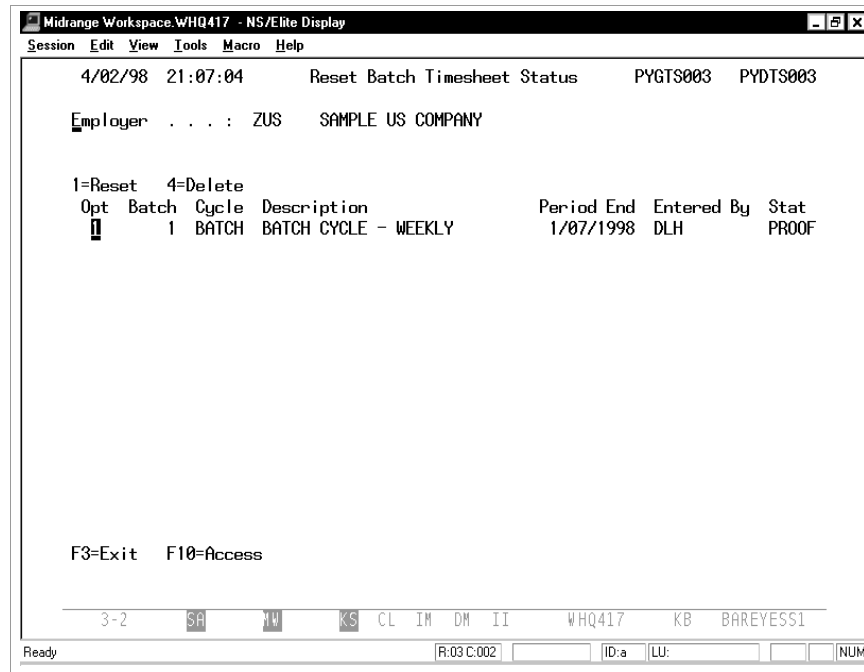 Midrange Workspace.WHQ417 - NS/Elite Display
Session Edit View Tools Macro Help
4/02/98 21:07:04 Reset Batch Timesheet Status PYGTS003 PYDTS003
Employer . . . : ZUS SAMPLE US COMPANY
1=Reset 4=Delete
Opt Batch Cycle Description Period End Entered By Stat
1 1 BATCH BATCH CYCLE - WEEKLY 1/07/1998 DLH PROOF
F3=Exit F10=Access
3-2 SA MW KS CL IM DM II WHQ417 KB BAREYESS1
Ready R:03 C:002 ID:a LU: NUM